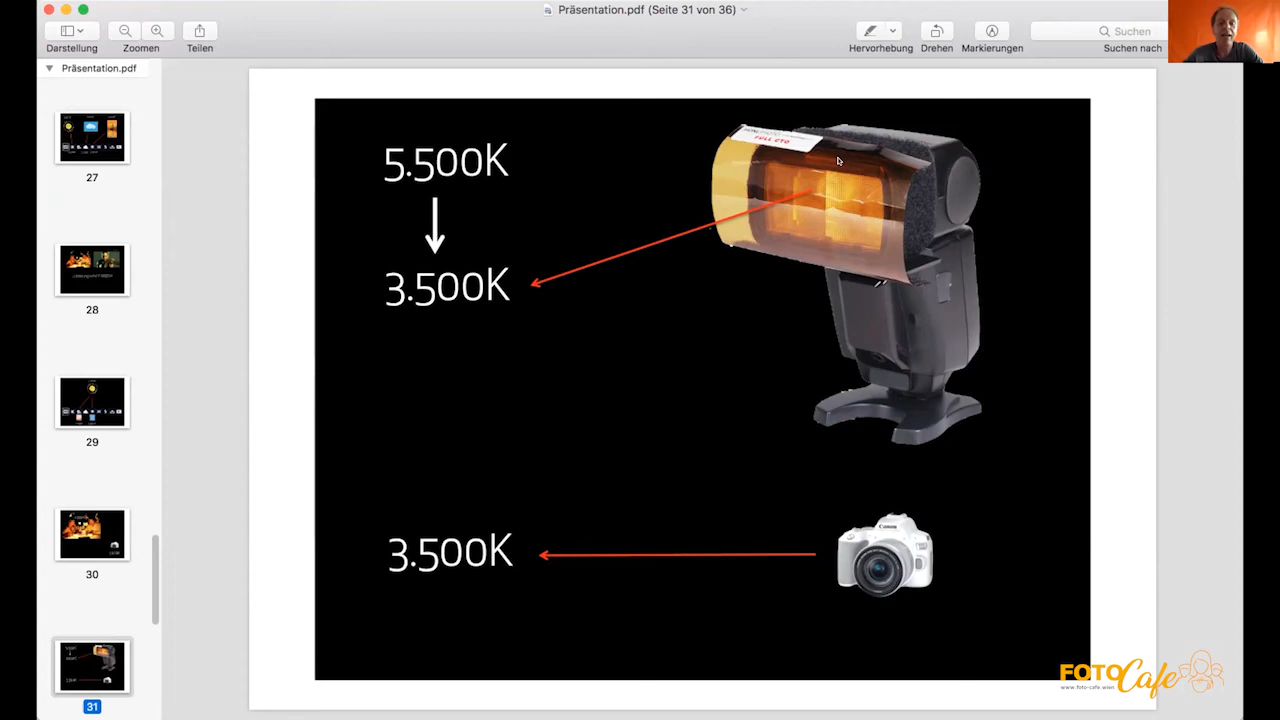 Präsentation.pdf (Seite 31 von 36)
Darstellung
Zoomen
Teilen
Hervorhebung
Drehen
Markierungen
Suchen
Suchen nach
Präsentation.pdf
27
28
29
30
31
5.500K
3.500K
FULL CTO
3.500K
Canon
FOTO Cafe
www.foto-cafe.wien